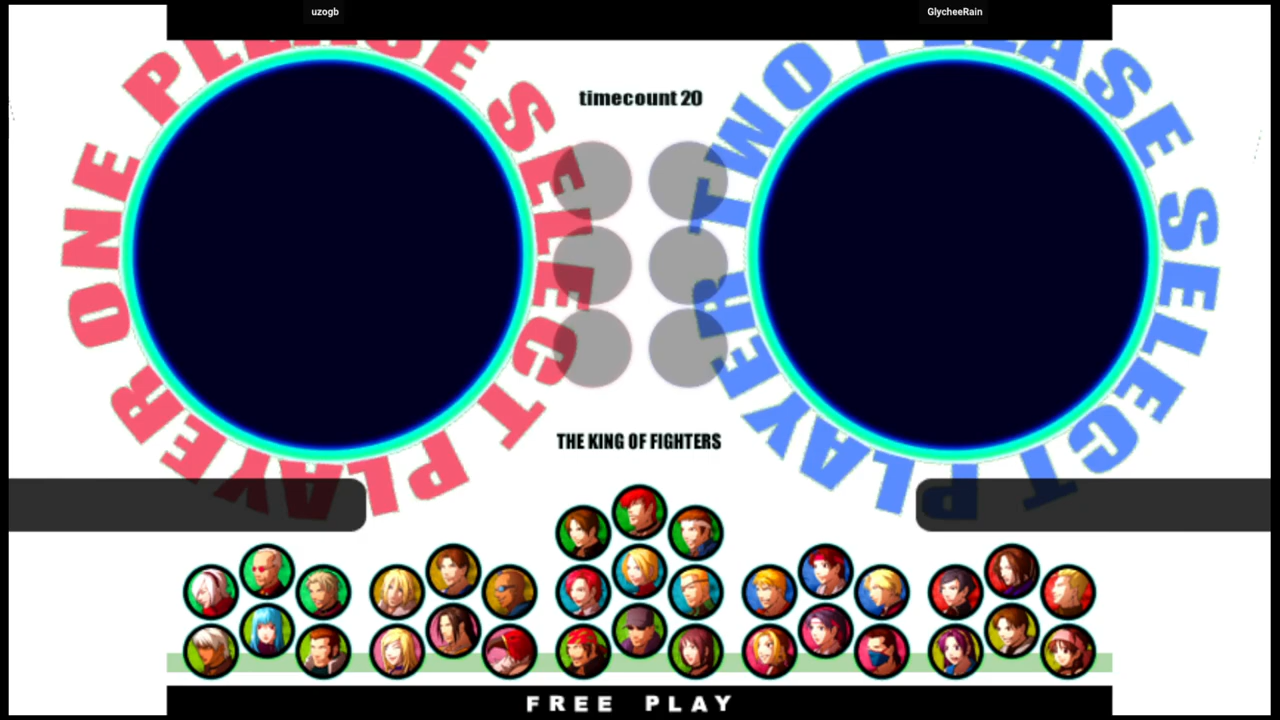 uzogb
GlycheeRain
PLAYER ONE PLEASE SELECT
PLAYER TWO PLEASE SELECT
timecount 20
THE KING OF FIGHTERS
FREE PLAY